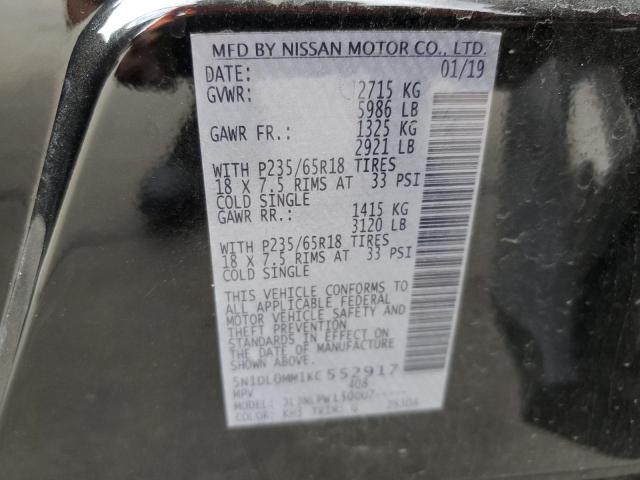 MFD BY NISSAN MOTOR CO., LTD.
DATE: 01/19
GVWR: 2715 KG
5986 LB
GAWR FR.: 1325 KG
2921 LB
WITH P235/65R18 TIRES
18 X 7.5 RIMS AT 33 PSI
COLD SINGLE
GAWR RR.: 1415 KG
3120 LB
WITH P235/65R18 TIRES
18 X 7.5 RIMS AT 33 PSI
COLD SINGLE
THIS VEHICLE CONFORMS TO
ALL APPLICABLE FEDERAL
MOTOR VEHICLE SAFETY AND
THEFT PREVENTION
STANDARDS IN EFFECT ON
THE DATE OF MANUFACTURE
SHOWN ABOVE.
5N1DL0MM1KC552917
MPV 408
COLOR: KH3 TRIM: G